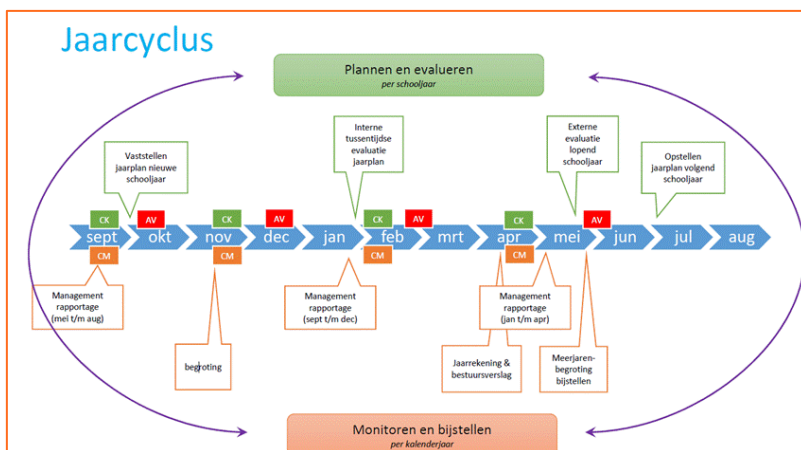 Jaarcyclus
Plannen en evalueren
per schooljaar
Vaststellen
jaarplan nieuwe
schooljaar
Interne
tussentijdse
evaluatie
jaarplan
Externe
evaluatie
lopend
schooljaar
Opstellen
jaarplan volgend
schooljaar
CK AV CK AV CK AV CK AV
sept okt nov dec jan feb mrt apr mei jun jul aug
CM CM CM CM
Management
rapportage
(mei t/m aug)
begroting
Management
rapportage
(sept t/m dec)
Management
rapportage
(jan t/m apr)
Jaarrekening &
bestuursverslag
Meerjaren-
begroting
bijstellen
Monitoren en bijstellen
per kalenderjaar